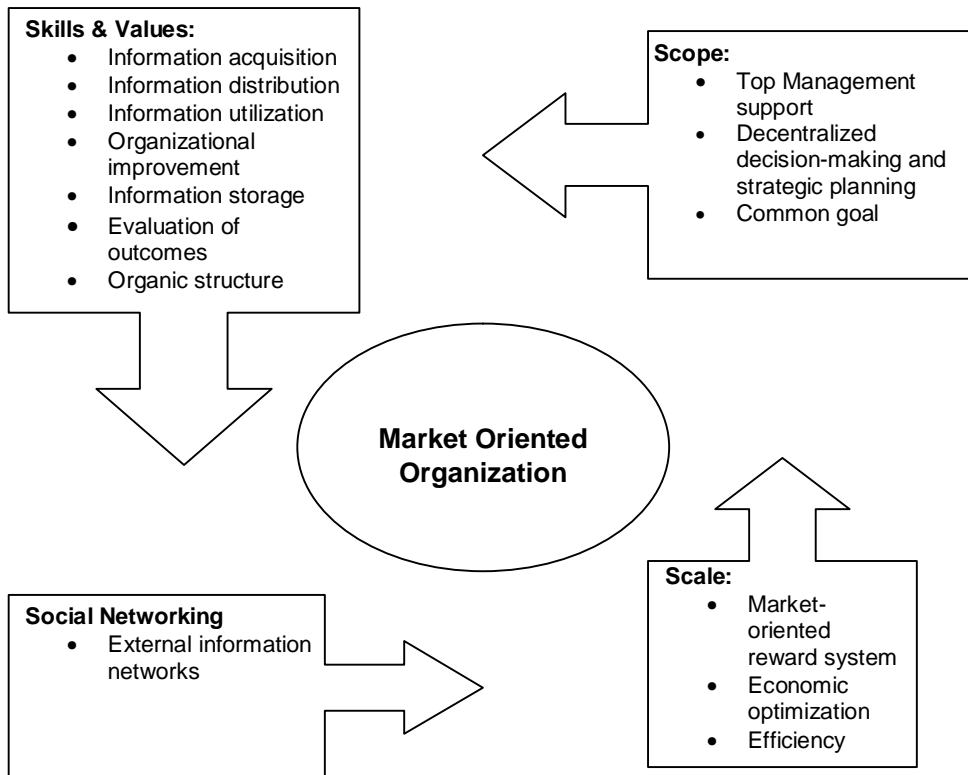 Skills & Values:
• Information acquisition
• Information distribution
• Information utilization
• Organizational
improvement
• Information storage
• Evaluation of
outcomes
• Organic structure
Scope:
• Top Management
support
• Decentralized
decision-making and
strategic planning
• Common goal
Market Oriented
Organization
Social Networking
• External information
networks
Scale:
• Market-
oriented
reward system
• Economic
optimization
• Efficiency